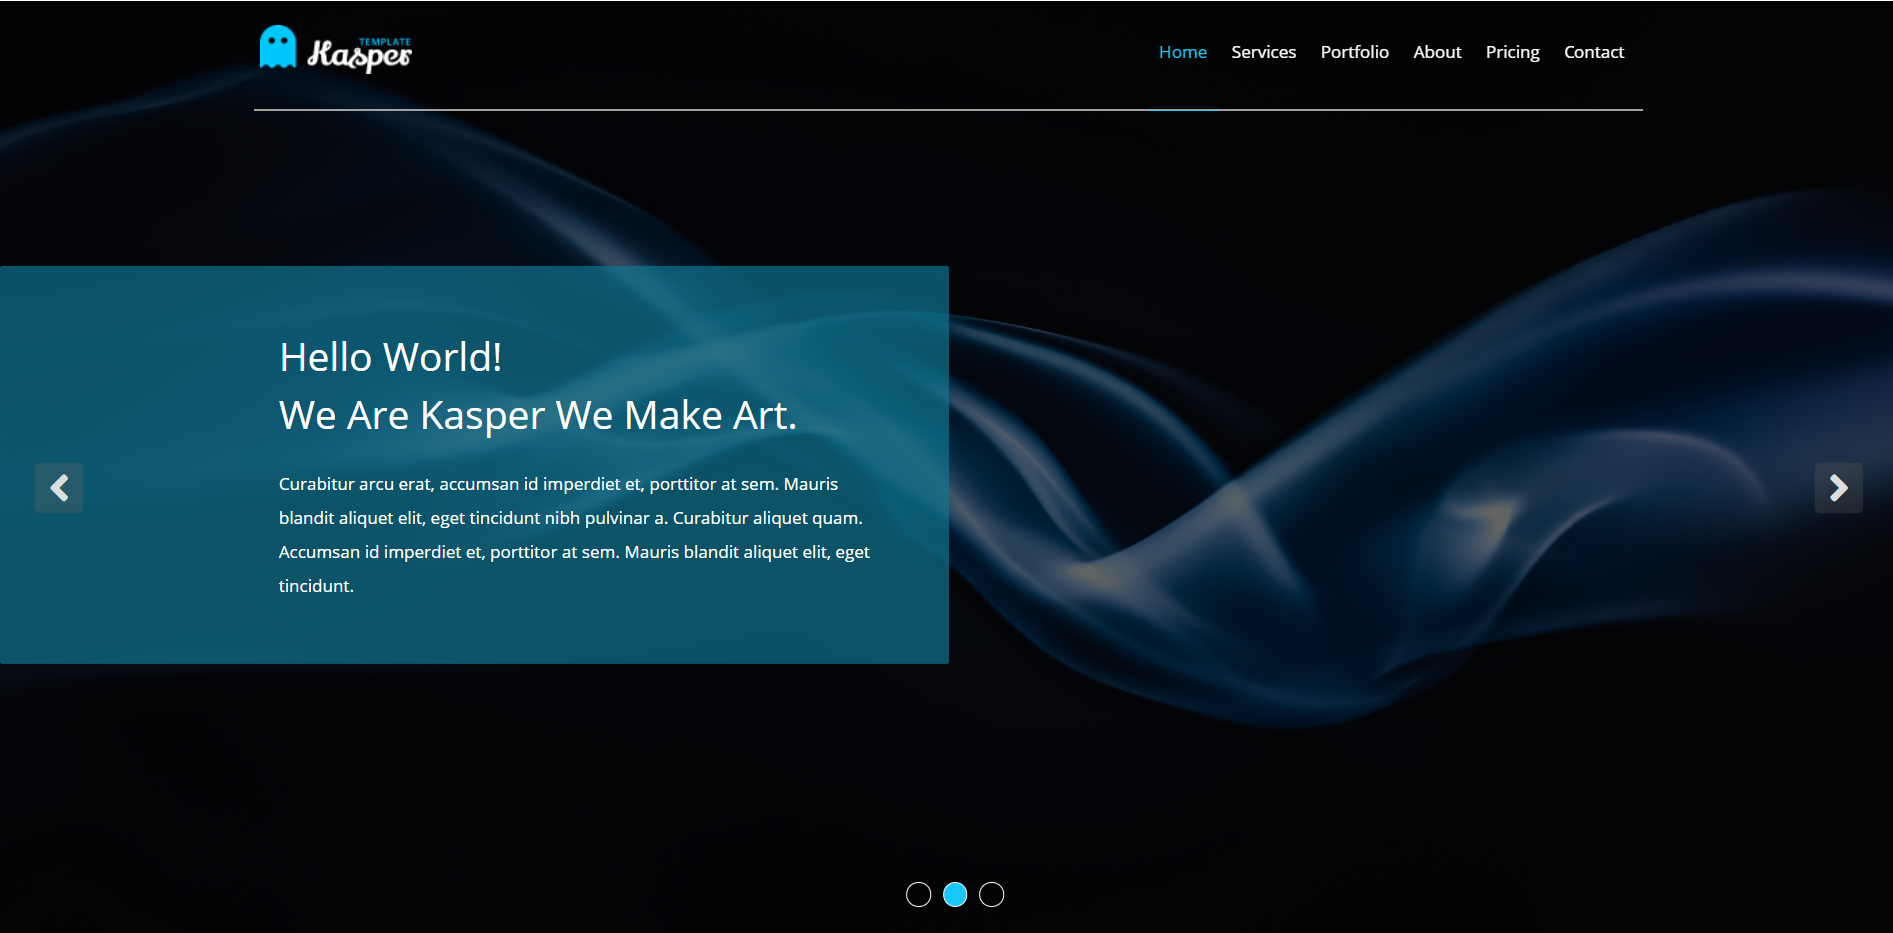 TEMPLATE
Kasper
Home Services Portfolio About Pricing Contact
Hello World!
We Are Kasper We Make Art.
Curabitur arcu erat, accumsan id imperdiet et, porttitor at sem. Mauris
blandit aliquet elit, eget tincidunt nibh pulvinar a. Curabitur aliquet quam.
Accumsan id imperdiet et, porttitor at sem. Mauris blandit aliquet elit, eget
tincidunt.